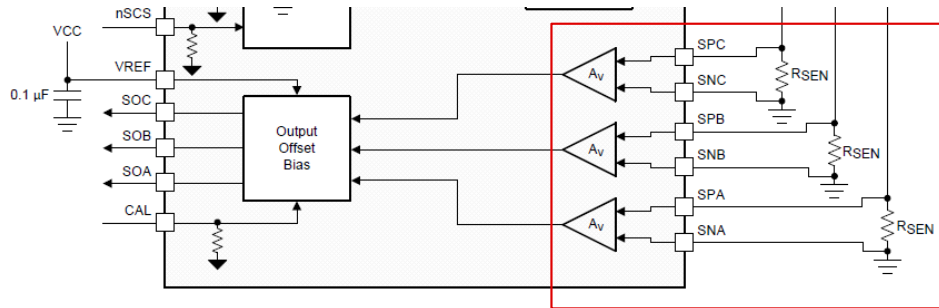 nSCS
VCC
VREF
0.1 µF
SOC
SOB
SOA
CAL
Output
Offset
Bias
AV
AV
AV
SPC
SNC
RSEN
SPB
SNB
RSEN
SPA
SNA
RSEN